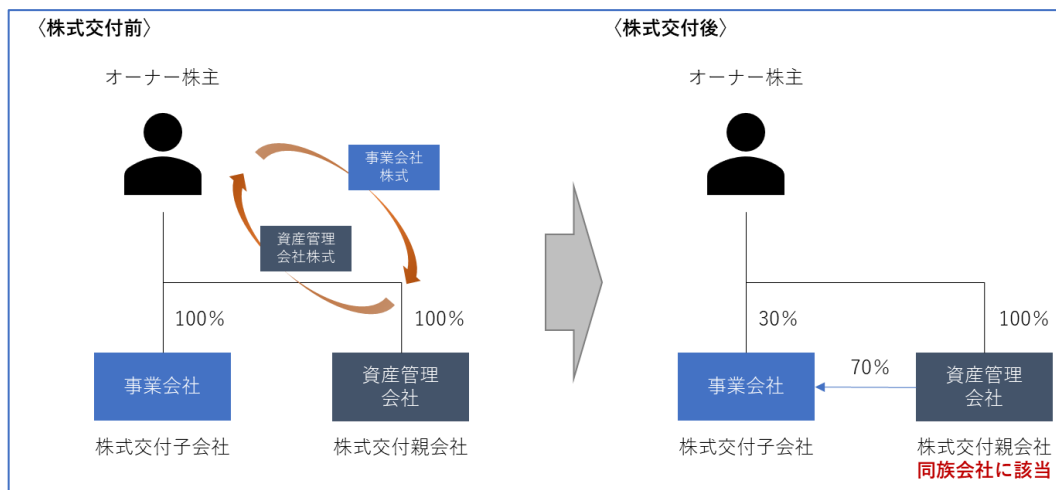 〈株式交付前〉
オーナー株主
事業会社
株式
資産管理
会社株式
100%
100%
事業会社
資産管理
会社
株式交付子会社
株式交付親会社
〈株式交付後〉
オーナー株主
30%
100%
70%
事業会社
資産管理
会社
株式交付子会社
株式交付親会社
同族会社に該当